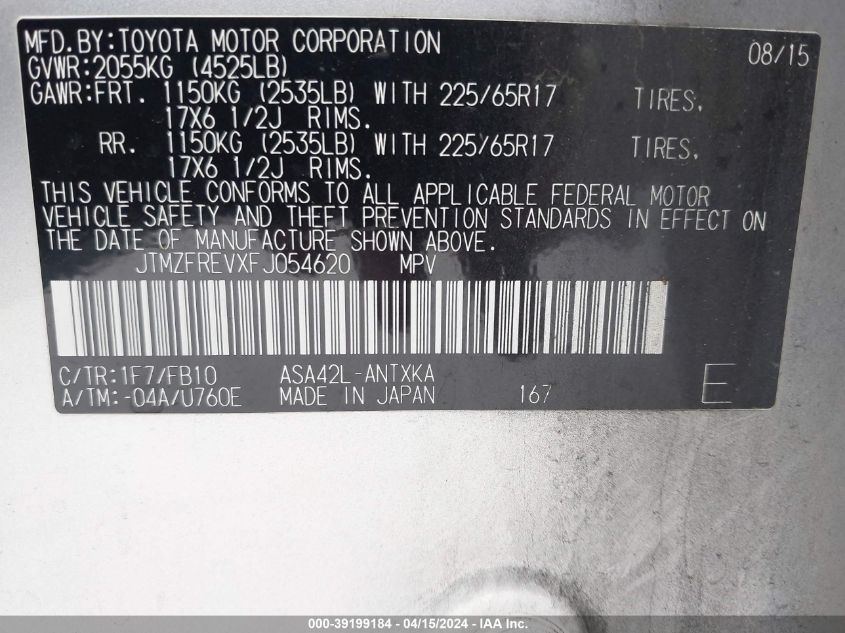 MFD.BY:TOYOTA MOTOR CORPORATION 08/15
GVWR:2055KG (4525LB)
GAWR:FRT. 1150KG (2535LB) WITH 225/65R17 TIRES,
17X6 1/2J RIMS.
RR. 1150KG (2535LB) WITH 225/65R17 TIRES,
17X6 1/2J RIMS.
THIS VEHICLE CONFORMS TO ALL APPLICABLE FEDERAL MOTOR
VEHICLE SAFETY AND THEFT PREVENTION STANDARDS IN EFFECT ON
THE DATE OF MANUFACTURE SHOWN ABOVE.
JTMZFREVXFJ054620 MPV
C/TR:1F7/FB10 ASA42L-ANTXKA
A/TM:-04A/U760E MADE IN JAPAN 167 E
000-39199184 - 04/15/2024 - IAA Inc.